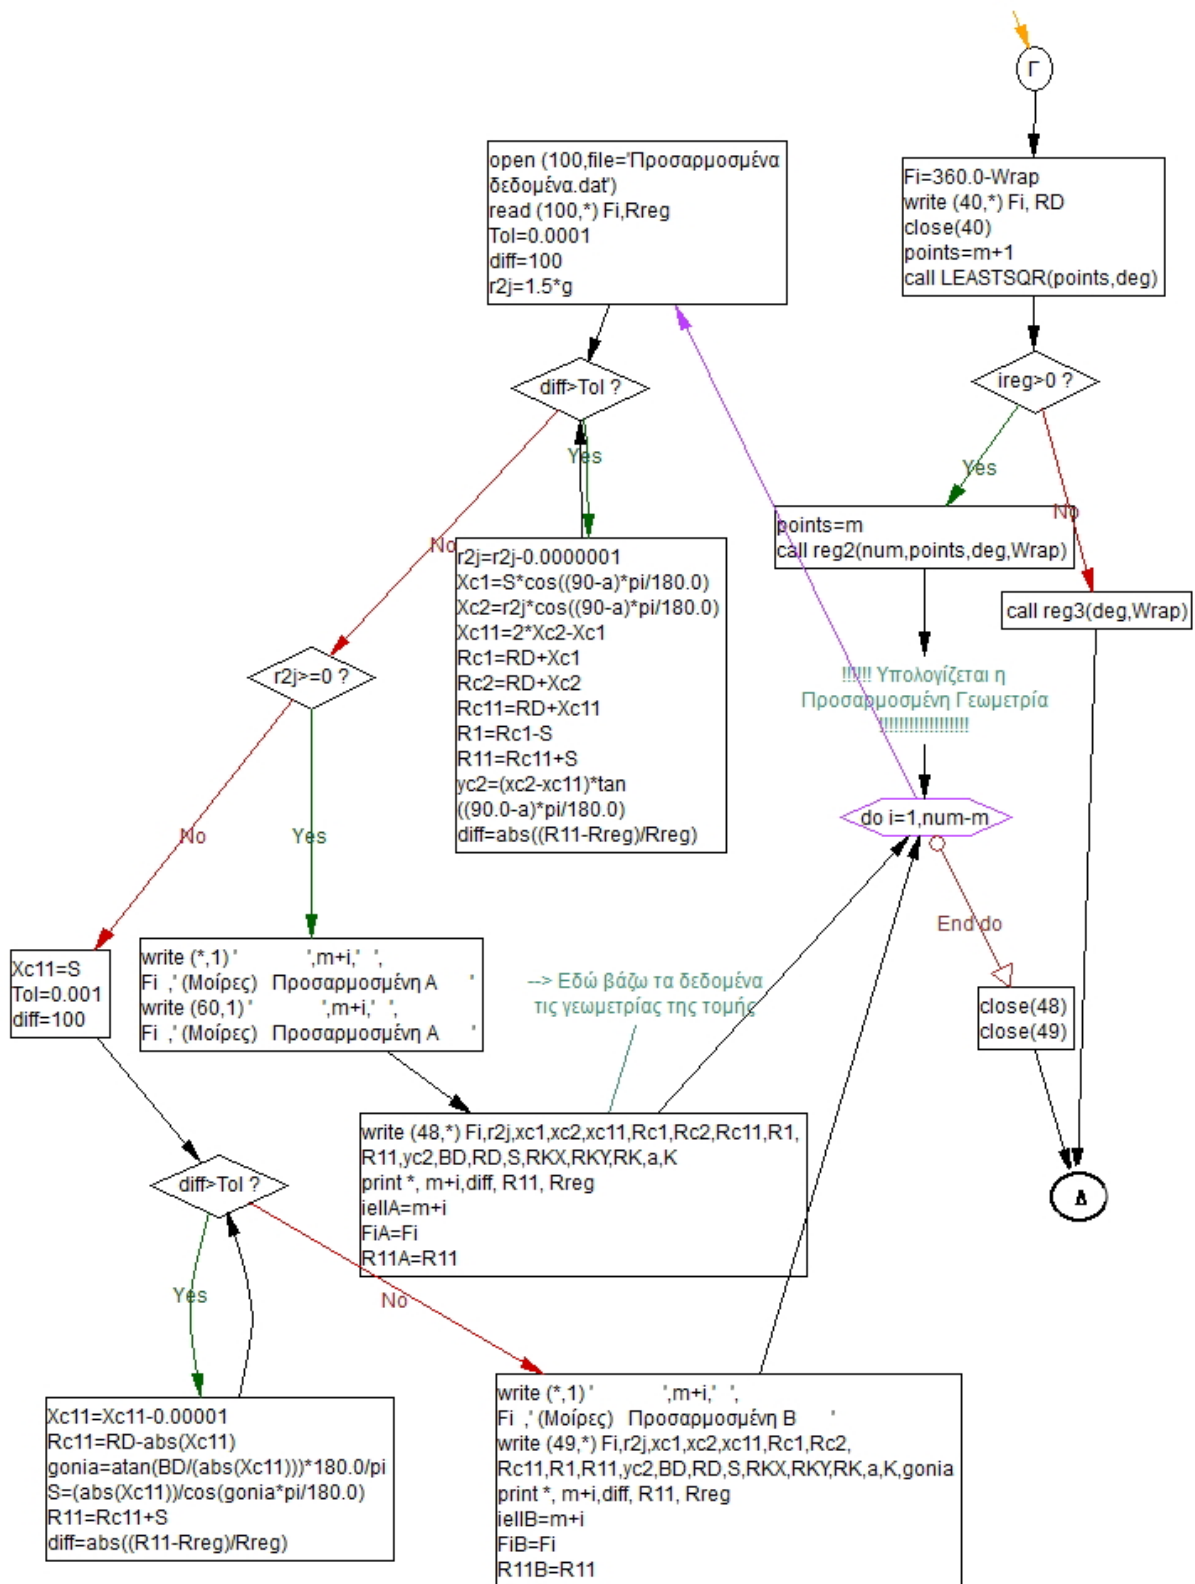 Γ
Fi=360.0-Wrap
write (40,*) Fi, RD
close(40)
points=m+1
call LEASTSQR(points,deg)
ireg>0 ?
Yes
No
points=m
call reg2(num,points,deg,Wrap)
call reg3(deg,Wrap)
!!!!!! Υπολογίζεται η
Προσαρμοσμένη Γεωμετρία
!!!!!!!!!!!!!!!!!!
do i=1,num-m
End do
close(48)
close(49)
Δ
open (100,file='Προσαρμοσμένα
δεδομένα.dat')
read (100,*) Fi,Rreg
Tol=0.0001
diff=100
r2j=1.5*g
diff>Tol ?
Yes
No
r2j=r2j-0.0000001
Xc1=S*cos((90-a)*pi/180.0)
Xc2=r2j*cos((90-a)*pi/180.0)
Xc11=2*Xc2-Xc1
Rc1=RD+Xc1
Rc2=RD+Xc2
Rc11=RD+Xc11
R1=Rc1-S
R11=Rc11+S
yc2=(xc2-xc11)*tan
((90.0-a)*pi/180.0)
diff=abs((R11-Rreg)/Rreg)
r2j>=0 ?
No
Yes
write (*,1) ' ',m+i,' ',
Fi ,' (Μοίρες) Προσαρμοσμένη Α '
write (60,1) ' ',m+i,' ',
Fi ,' (Μοίρες) Προσαρμοσμένη Α '
--> Εδώ βάζω τα δεδομένα
τις γεωμετρίας της τομής
write (48,*) Fi,r2j,xc1,xc2,xc11,Rc1,Rc2,Rc11,R1,
R11,yc2,BD,RD,S,RKX,RKY,RK,a,K
print *, m+i,diff, R11, Rreg
iellA=m+i
FiA=Fi
R11A=R11
Xc11=S
Tol=0.001
diff=100
diff>Tol ?
Yes
No
Xc11=Xc11-0.00001
Rc11=RD-abs(Xc11)
gonia=atan(BD/(abs(Xc11)))*180.0/pi
S=(abs(Xc11))/cos(gonia*pi/180.0)
R11=Rc11+S
diff=abs((R11-Rreg)/Rreg)
write (*,1) ' ',m+i,' ',
Fi ,' (Μοίρες) Προσαρμοσμένη Β '
write (49,*) Fi,r2j,xc1,xc2,xc11,Rc1,Rc2,
Rc11,R1,R11,yc2,BD,RD,S,RKX,RKY,RK,a,K,gonia
print *, m+i,diff, R11, Rreg
iellB=m+i
FiB=Fi
R11B=R11